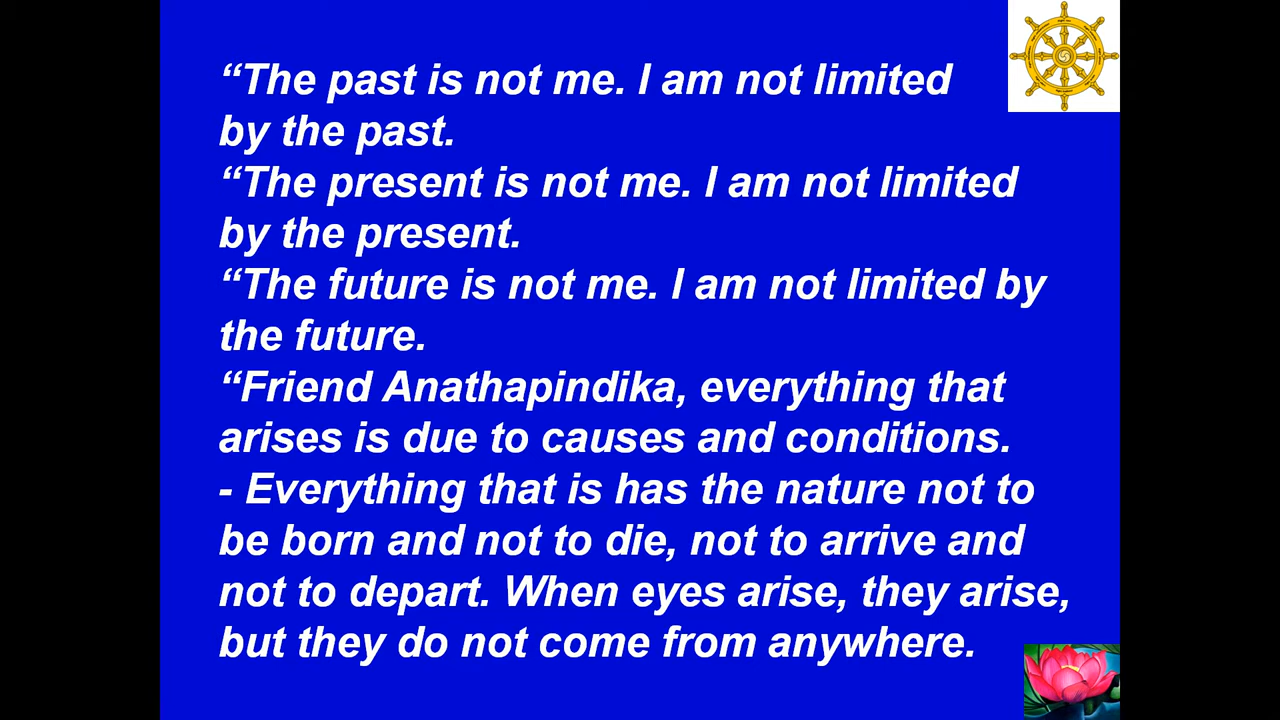 “The past is not me. I am not limited
by the past.
“The present is not me. I am not limited
by the present.
“The future is not me. I am not limited by
the future.
“Friend Anathapindika, everything that
arises is due to causes and conditions.
- Everything that is has the nature not to
be born and not to die, not to arrive and
not to depart. When eyes arise, they arise,
but they do not come from anywhere.